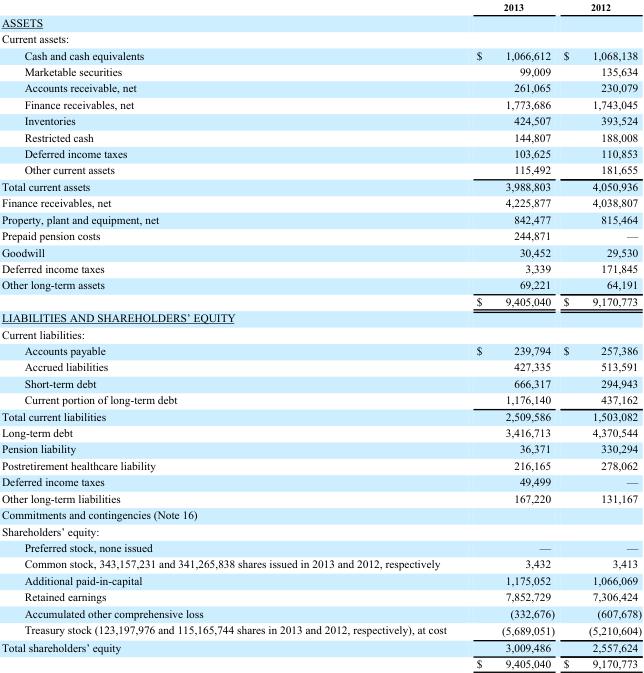 2013 2012
ASSETS
Current assets:
Cash and cash equivalents $ 1,066,612 $ 1,068,138
Marketable securities 99,009 135,634
Accounts receivable, net 261,065 230,079
Finance receivables, net 1,773,686 1,743,045
Inventories 424,507 393,524
Restricted cash 144,807 188,008
Deferred income taxes 103,625 110,853
Other current assets 115,492 181,655
Total current assets 3,988,803 4,050,936
Finance receivables, net 4,225,877 4,038,807
Property, plant and equipment, net 842,477 815,464
Prepaid pension costs 244,871 —
Goodwill 30,452 29,530
Deferred income taxes 3,339 171,845
Other long-term assets 69,221 64,191
$ 9,405,040 $ 9,170,773
LIABILITIES AND SHAREHOLDERS’ EQUITY
Current liabilities:
Accounts payable $ 239,794 $ 257,386
Accrued liabilities 427,335 513,591
Short-term debt 666,317 294,943
Current portion of long-term debt 1,176,140 437,162
Total current liabilities 2,509,586 1,503,082
Long-term debt 3,416,713 4,370,544
Pension liability 36,371 330,294
Postretirement healthcare liability 216,165 278,062
Deferred income taxes 49,499 —
Other long-term liabilities 167,220 131,167
Commitments and contingencies (Note 16)
Shareholders’ equity:
Preferred stock, none issued — —
Common stock, 343,157,231 and 341,265,838 shares issued in 2013 and 2012, respectively 3,432 3,413
Additional paid-in-capital 1,175,052 1,066,069
Retained earnings 7,852,729 7,306,424
Accumulated other comprehensive loss (332,676) (607,678)
Treasury stock (123,197,976 and 115,165,744 shares in 2013 and 2012, respectively), at cost (5,689,051) (5,210,604)
Total shareholders’ equity 3,009,486 2,557,624
$ 9,405,040 $ 9,170,773